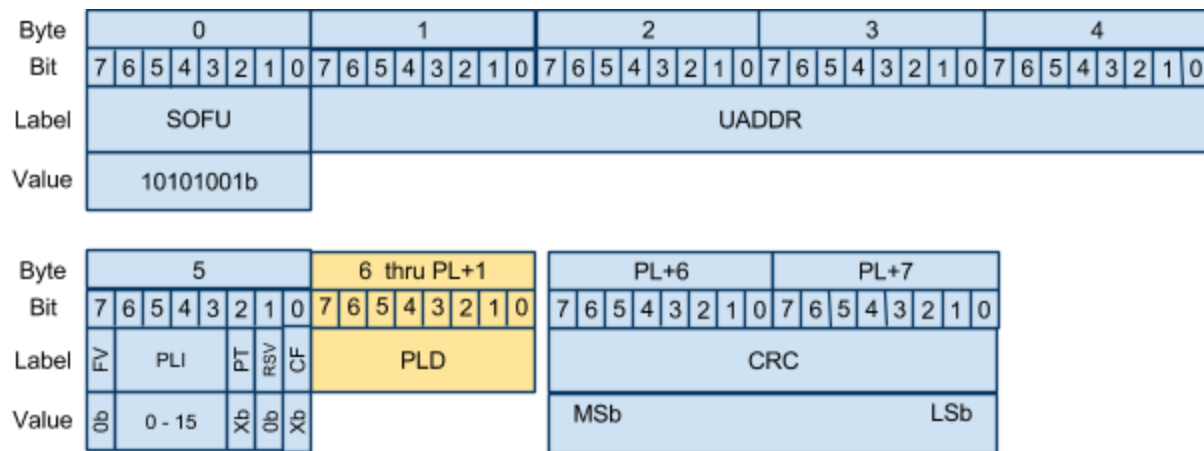 Byte 0 1 2 3 4
Bit 7 6 5 4 3 2 1 0 7 6 5 4 3 2 1 0 7 6 5 4 3 2 1 0 7 6 5 4 3 2 1 0 7 6 5 4 3 2 1 0
Label SOFU UADDR
Value 10101001b
Byte 5 6 thru PL+1 PL+6 PL+7
Bit 7 6 5 4 3 2 1 0 7 6 5 4 3 2 1 0 7 6 5 4 3 2 1 0 7 6 5 4 3 2 1 0
Label FV PLI PT RSV CF PLD CRC
Value 0b 0 - 15 Xb 0b Xb MSb LSb